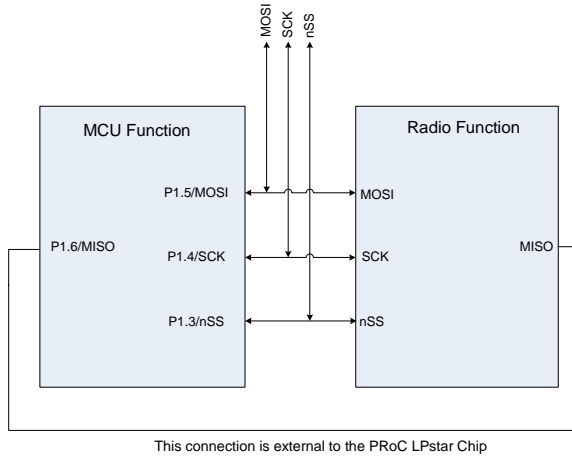 MOSI
SCK
nSS
MCU Function
Radio Function
P1.5/MOSI
MOSI
P1.6/MISO
P1.4/SCK
SCK
MISO
P1.3/nSS
nSS
This connection is external to the PRoC LPstar Chip